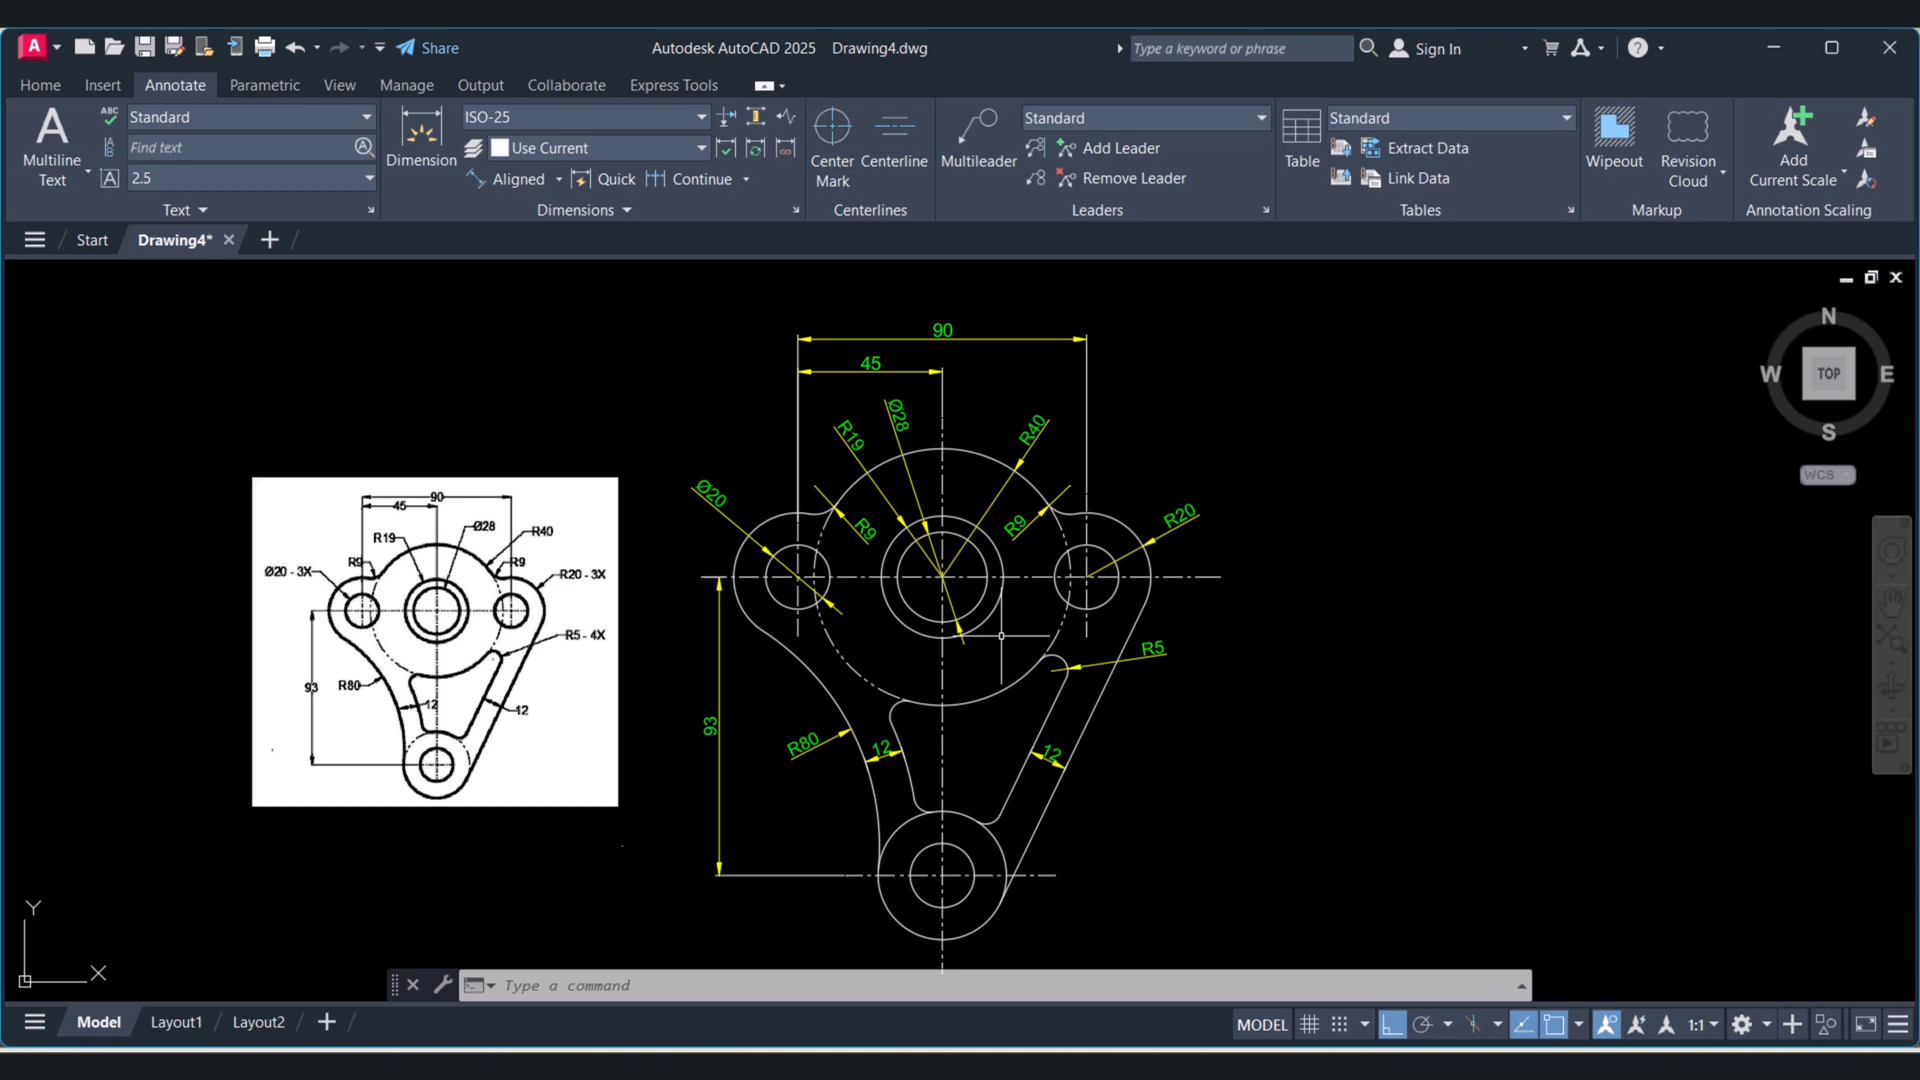 A
Share
Autodesk AutoCAD 2025 Drawing4.dwg
Type a keyword or phrase
Sign In
?
Home Insert Annotate Parametric View Manage Output Collaborate Express Tools
A
Multiline
Text
ABC
Standard
Find text
2.5
Text
Dimension
ISO-25
Use Current
Aligned
Quick
Continue
Dimensions
Center
Mark
Centerline
Centerlines
Multileader
Standard
Add Leader
Remove Leader
Leaders
Table
Standard
Extract Data
Link Data
Tables
Wipeout
Revision
Cloud
Markup
Add
Current Scale
Annotation Scaling
Start
Drawing4*
N
W
TOP
E
S
WCS
90
45
Ø28
R19
R40
Ø20
R9
R9
R20
R5
93
R80
12
12
90
45
R19
Ø28
R40
R9
R9
Ø20 - 3X
R20 - 3X
R5 - 4X
93
R80
12
12
Y
X
Type a command
Model Layout1 Layout2
MODEL
1:1